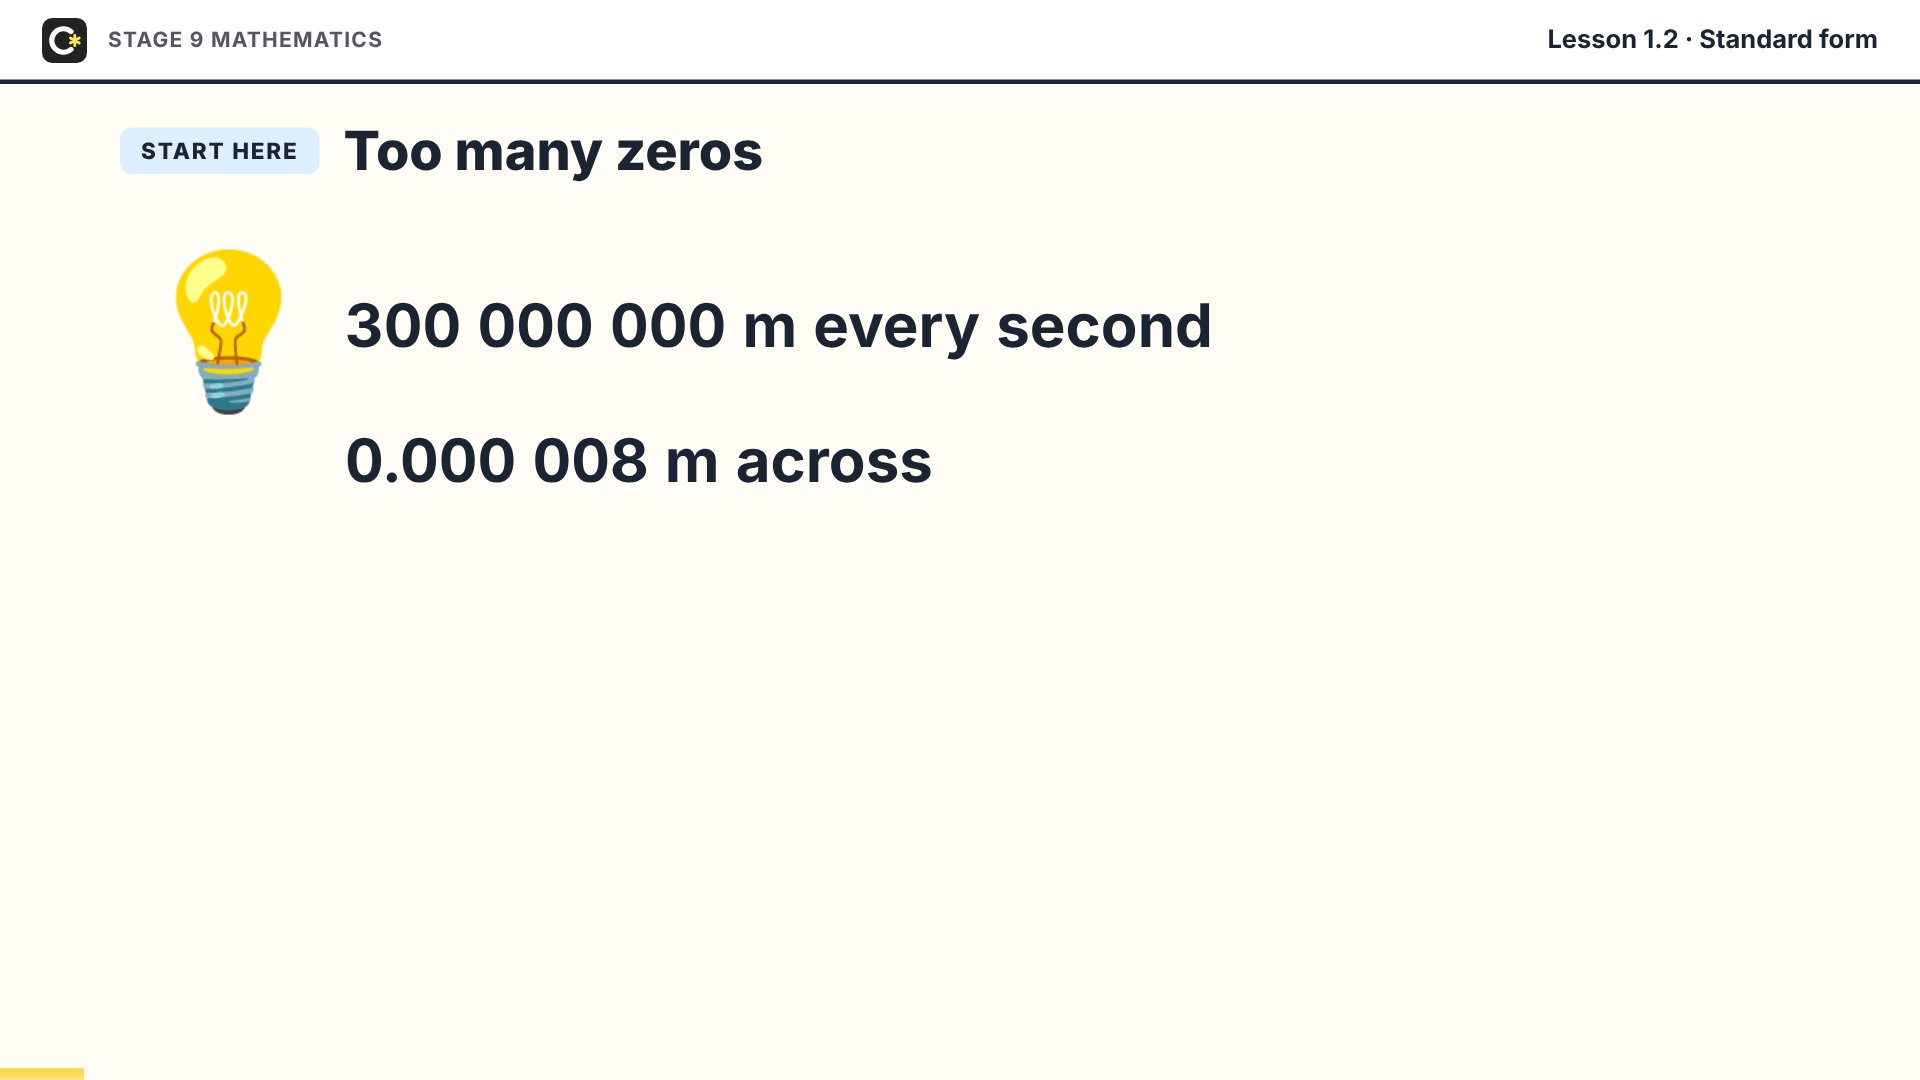 STAGE 9 MATHEMATICS
Lesson 1.2 · Standard form
START HERE
Too many zeros
300 000 000 m every second
0.000 008 m across